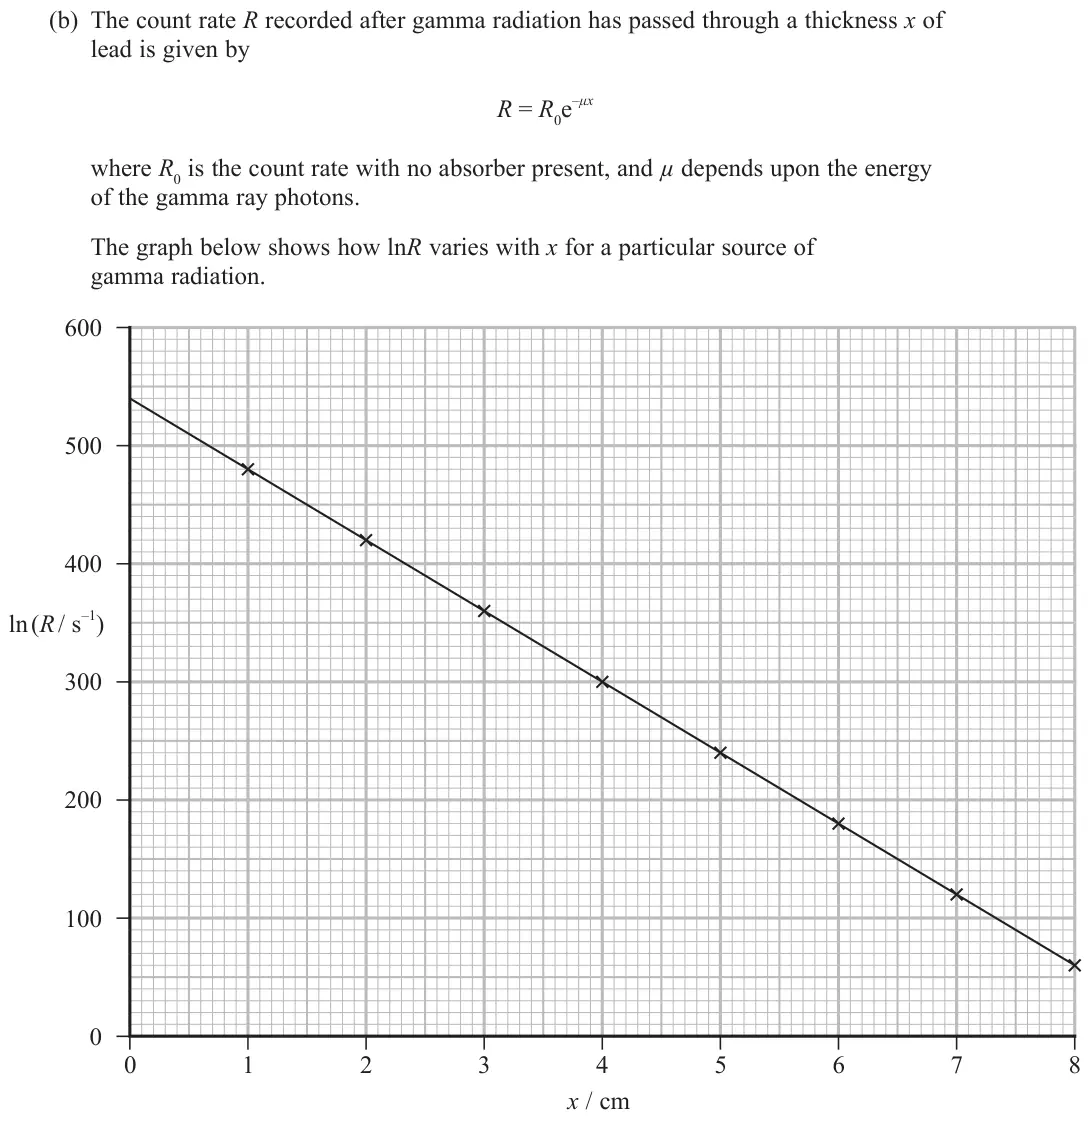 (b) The count rate R recorded after gamma radiation has passed through a thickness x of
lead is given by
R = R₀e⁻μˣ
where R₀ is the count rate with no absorber present, and μ depends upon the energy
of the gamma ray photons.
The graph below shows how lnR varies with x for a particular source of
gamma radiation.
600
500
400
ln (R / s⁻¹)
300
200
100
0
0 1 2 3 4 5 6 7 8
x / cm